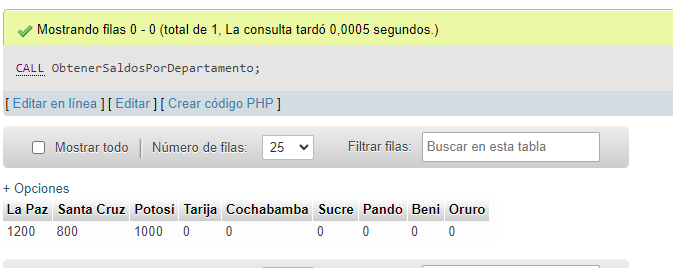 Mostrando filas 0 - 0 (total de 1, La consulta tardó 0,0005 segundos.)
CALL ObtenerSaldosPorDepartamento;
[ Editar en línea ] [ Editar ] [ Crear código PHP ]
Mostrar todo | Número de filas: 25 Filtrar filas: Buscar en esta tabla
+ Opciones
La Paz Santa Cruz Potosí Tarija Cochabamba Sucre Pando Beni Oruro
1200 800 1000 0 0 0 0 0 0